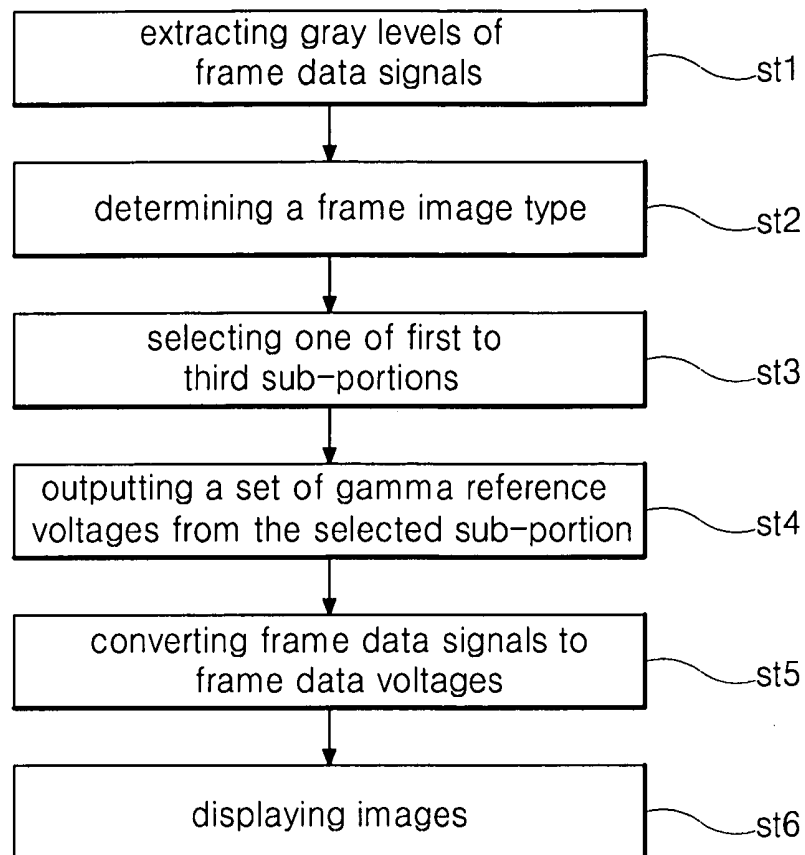 extracting gray levels of
frame data signals
st1
determining a frame image type
st2
selecting one of first to
third sub-portions
st3
outputting a set of gamma reference
voltages from the selected sub-portion
st4
converting frame data signals to
frame data voltages
st5
displaying images
st6